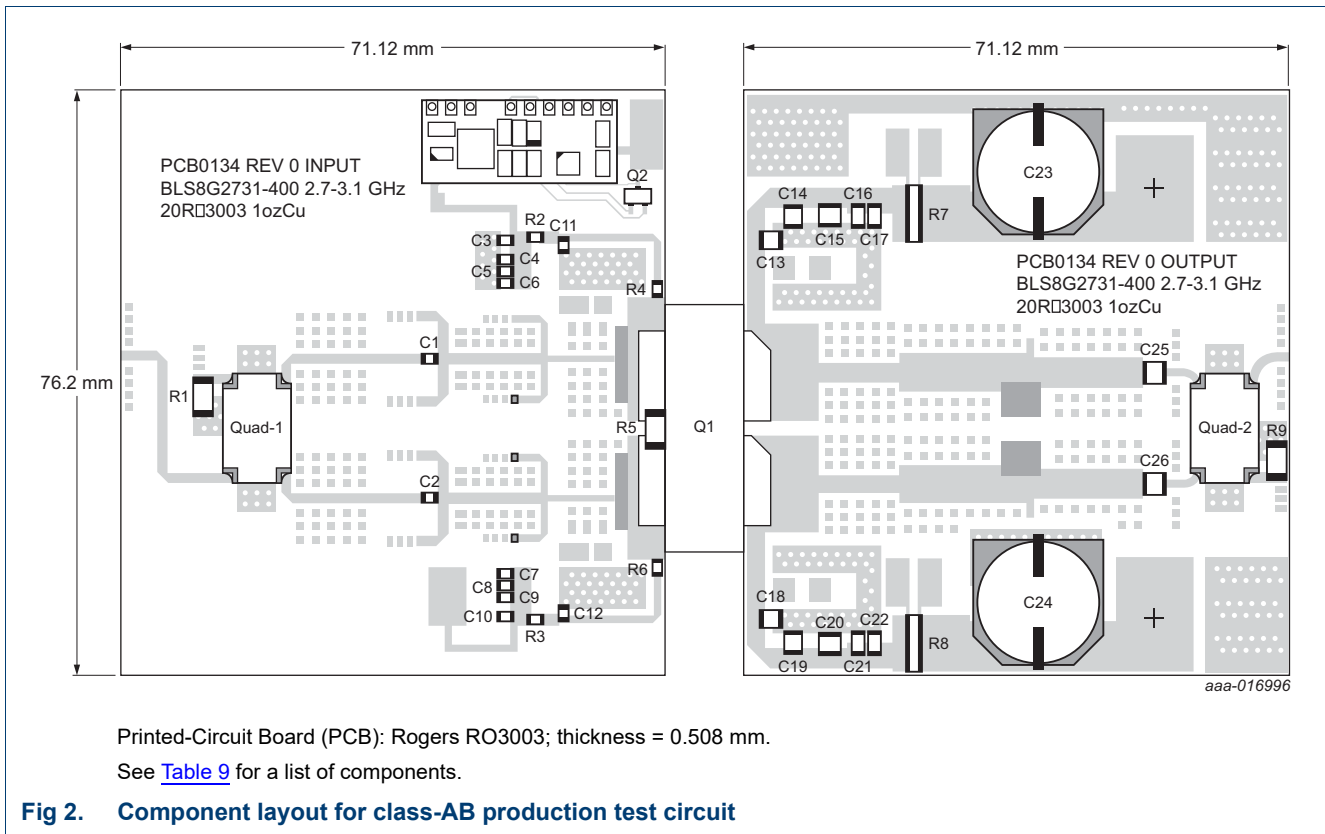 71.12 mm
71.12 mm
76.2 mm
PCB0134 REV 0 INPUT
BLS8G2731-400 2.7-3.1 GHz
20R□3003 1ozCu
Q2
R2
C11
C3
C4
C5
C6
R4
C1
R1
Quad-1
R5
Q1
C2
R6
C7
C8
C9
C10
R3
C12
C14
C16
C15
C17
C13
R7
C23
PCB0134 REV 0 OUTPUT
BLS8G2731-400 2.7-3.1 GHz
20R□3003 1ozCu
C25
Quad-2
R9
C26
C18
C20
C22
C19
C21
R8
C24
aaa-016996
Printed-Circuit Board (PCB): Rogers RO3003; thickness = 0.508 mm.
See Table 9 for a list of components.
Fig 2. Component layout for class-AB production test circuit